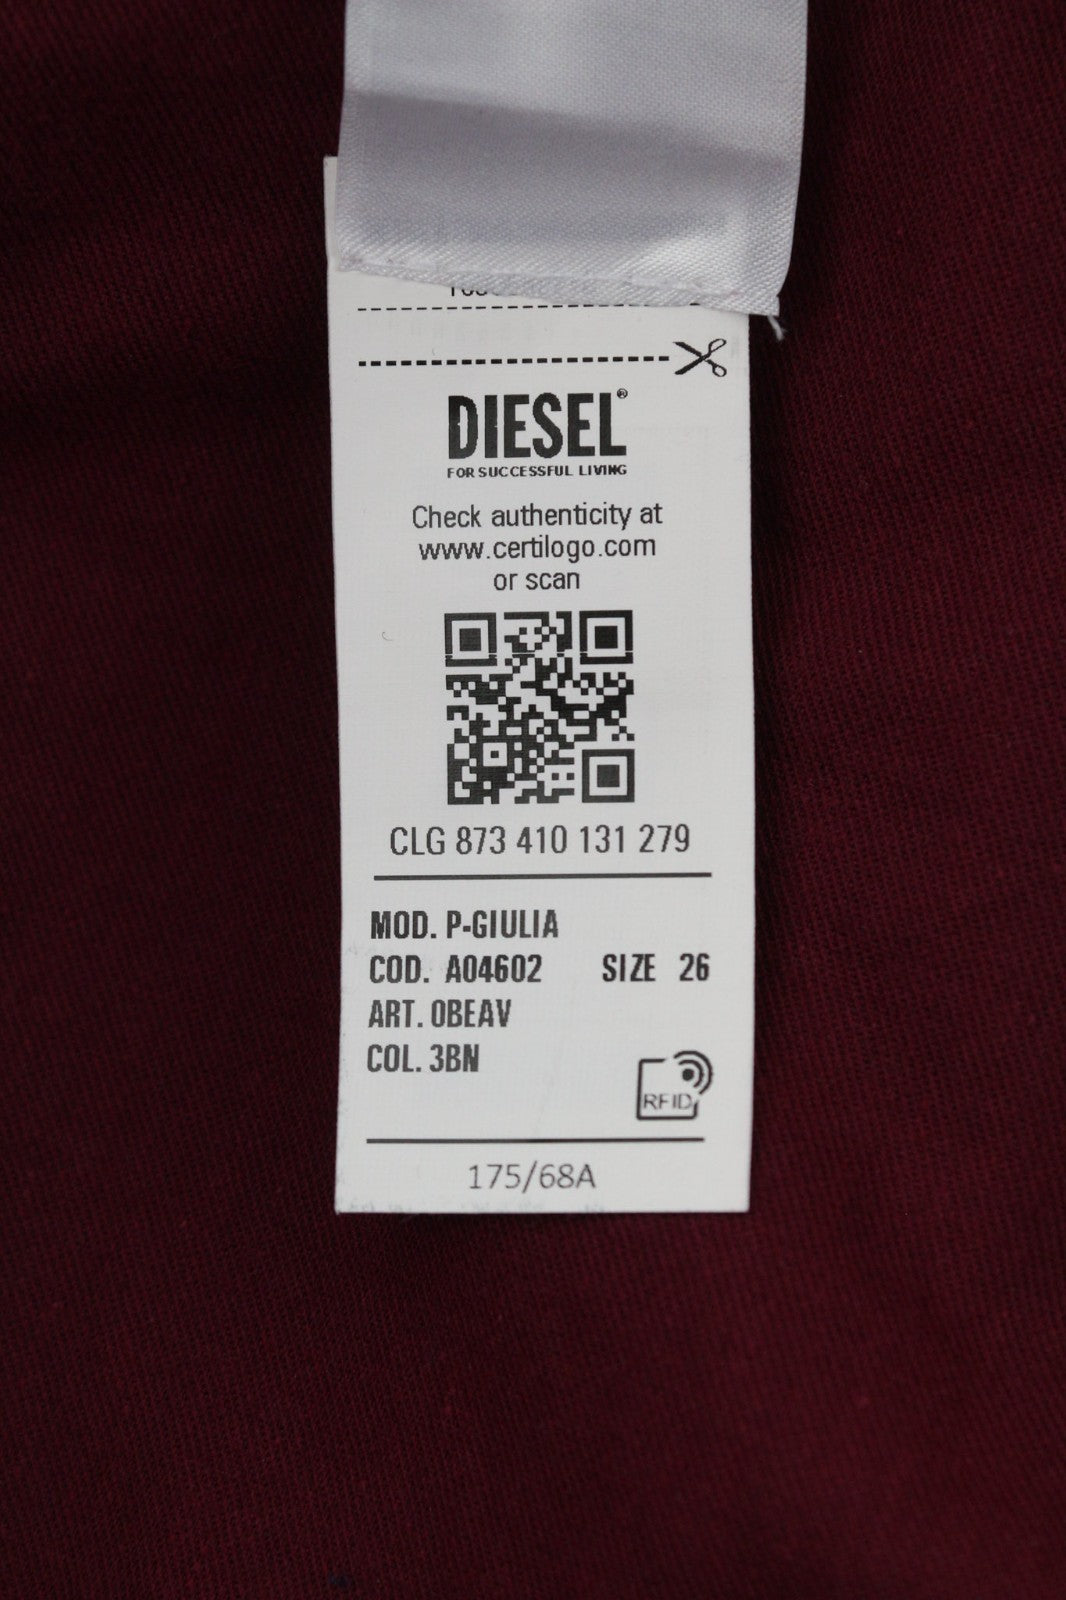 DIESEL®
FOR SUCCESSFUL LIVING
Check authenticity at
www.certilogo.com
or scan
CLG 873 410 131 279
MOD. P-GIULIA
COD. A04602 SIZE 26
ART. 0BEAV
COL. 3BN
RFID
175/68A